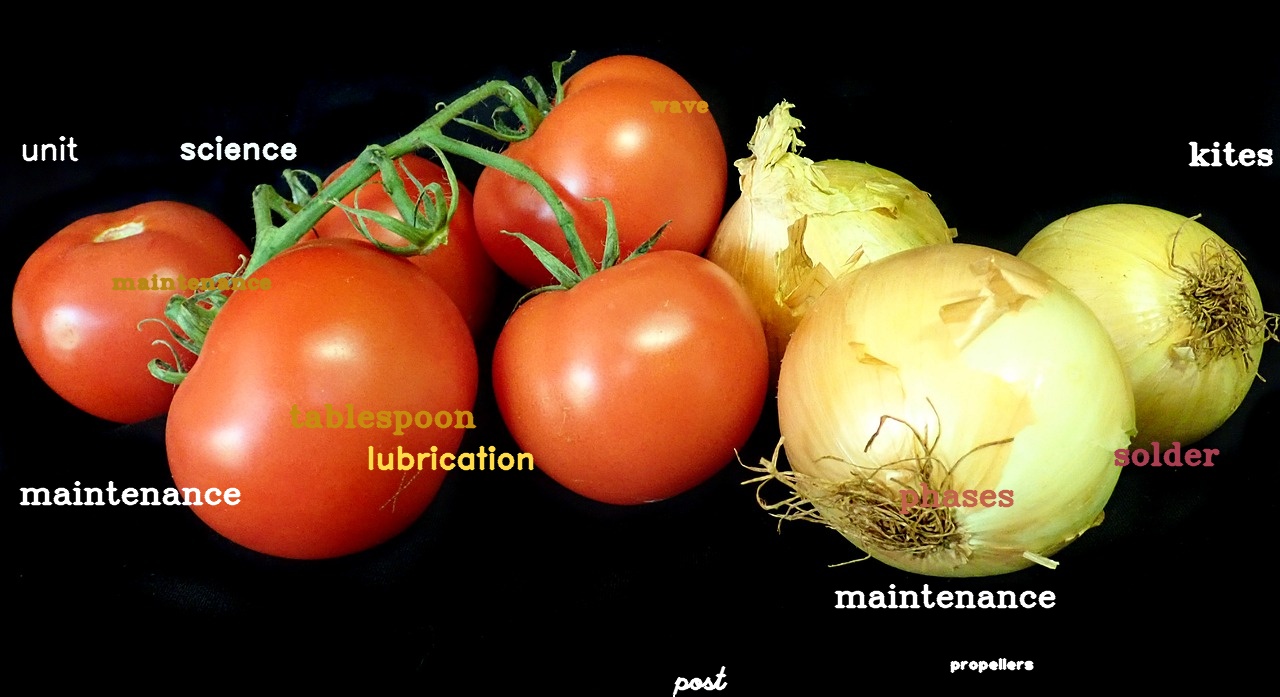 wave
unit
science
kites
maintenance
tablespoon
lubrication
solder
maintenance
phases
maintenance
propellers
post